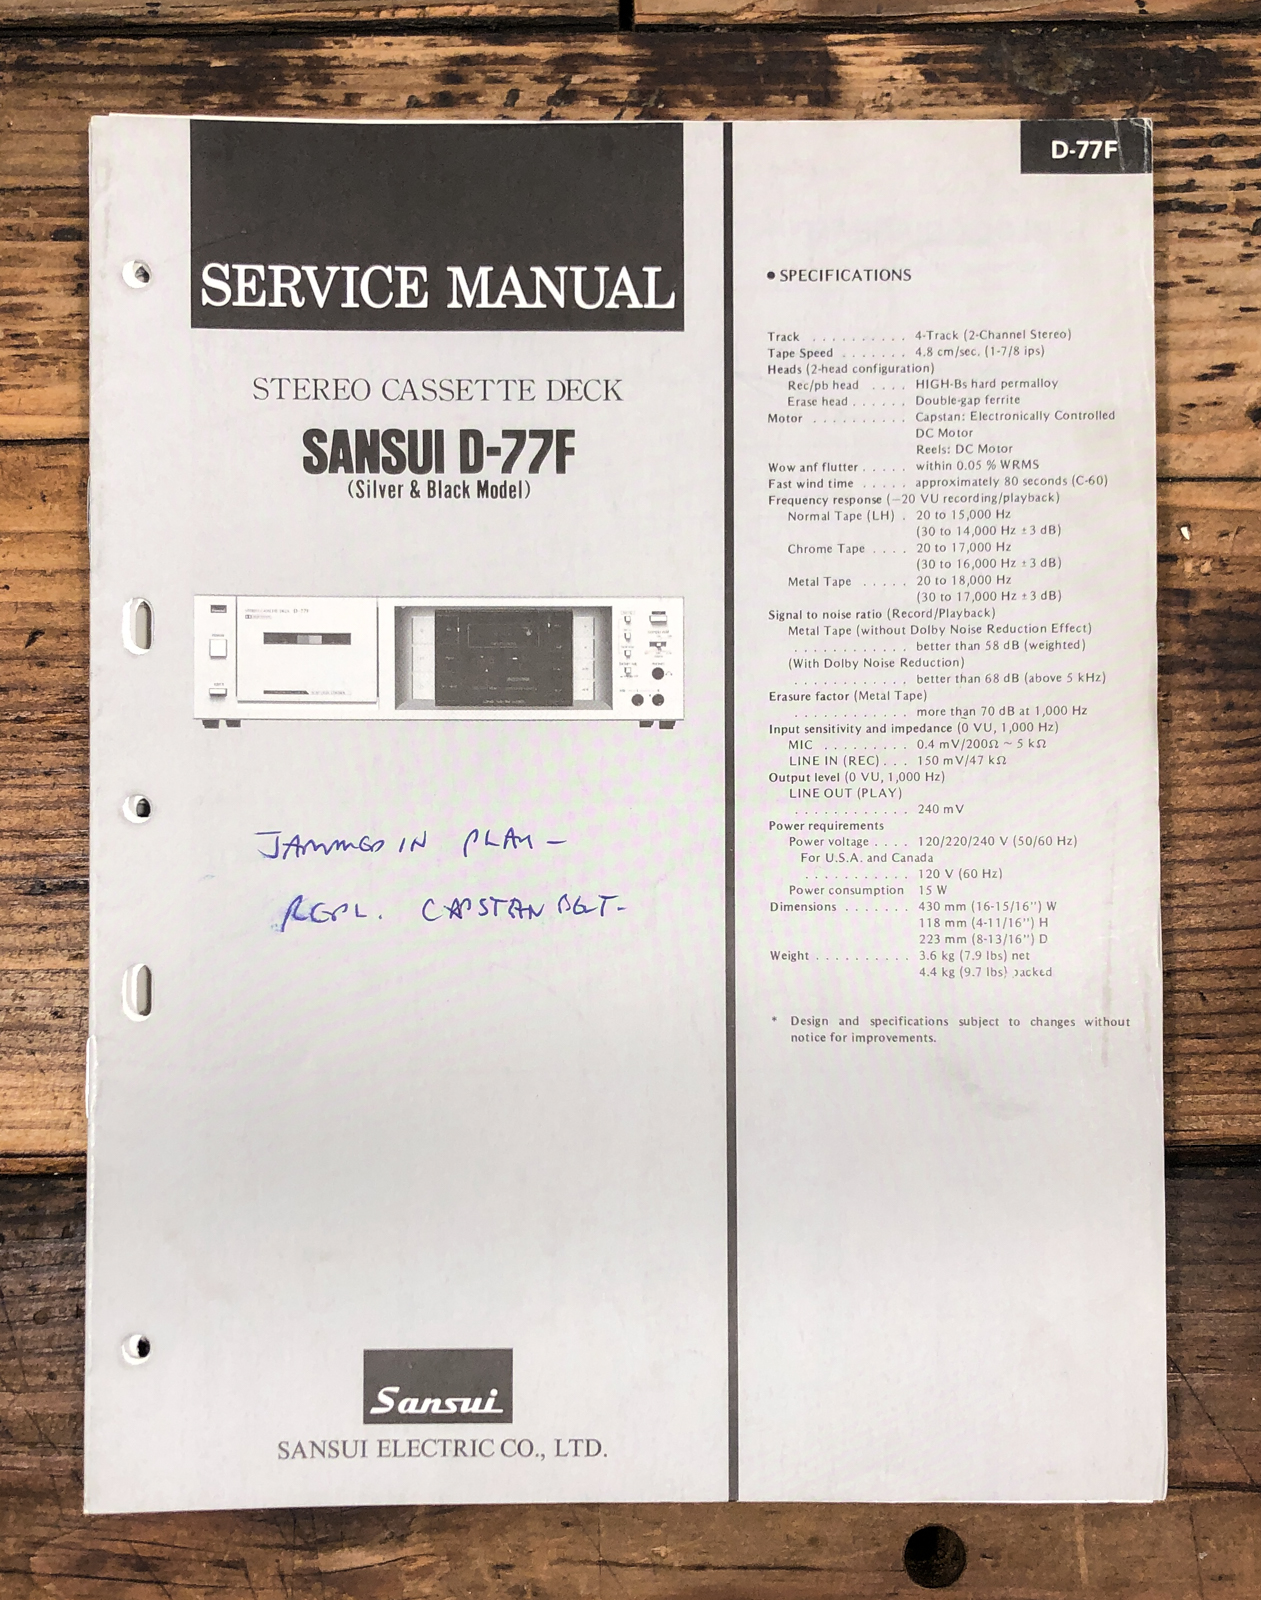 SERVICE MANUAL
STEREO CASSETTE DECK
SANSUI D-77F
(Silver & Black Model)
JAMMED IN PLAY –
REPL. CAPSTAN BELT-
Sansui
SANSUI ELECTRIC CO., LTD.
D-77F
● SPECIFICATIONS
Track . . . . . . . . . . 4-Track (2-Channel Stereo)
Tape Speed . . . . . . . 4.8 cm/sec. (1-7/8 ips)
Heads (2-head configuration)
Rec/pb head . . . . HIGH-Bs hard permalloy
Erase head . . . . . . Double-gap ferrite
Motor . . . . . . . . . . Capstan: Electronically Controlled
DC Motor
Reels: DC Motor
Wow anf flutter . . . . . within 0.05 % WRMS
Fast wind time . . . . . approximately 80 seconds (C-60)
Frequency response (−20 VU recording/playback)
Normal Tape (LH) . 20 to 15,000 Hz
(30 to 14,000 Hz ±3 dB)
Chrome Tape . . . . 20 to 17,000 Hz
(30 to 16,000 Hz ±3 dB)
Metal Tape . . . . . 20 to 18,000 Hz
(30 to 17,000 Hz ±3 dB)
Signal to noise ratio (Record/Playback)
Metal Tape (without Dolby Noise Reduction Effect)
. . . . . . . . . . . . better than 58 dB (weighted)
(With Dolby Noise Reduction)
. . . . . . . . . . . . better than 68 dB (above 5 kHz)
Erasure factor (Metal Tape)
. . . . . . . . . . . . more than 70 dB at 1,000 Hz
Input sensitivity and impedance (0 VU, 1,000 Hz)
MIC . . . . . . . . . 0.4 mV/200Ω ~ 5 kΩ
LINE IN (REC) . . . 150 mV/47 kΩ
Output level (0 VU, 1,000 Hz)
LINE OUT (PLAY)
. . . . . . . . . . . . 240 mV
Power requirements
Power voltage . . . . 120/220/240 V (50/60 Hz)
For U.S.A. and Canada
. . . . . . . . . . . 120 V (60 Hz)
Power consumption 15 W
Dimensions . . . . . . . 430 mm (16-15/16") W
118 mm (4-11/16") H
223 mm (8-13/16") D
Weight . . . . . . . . . . 3.6 kg (7.9 lbs) net
4.4 kg (9.7 lbs) packed
* Design and specifications subject to changes without
notice for improvements.